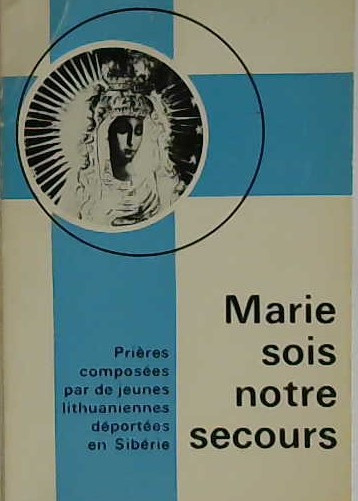 Marie
sois
notre
secours
Prières
composées
par de jeunes
lithuaniennes
déportées
en Sibérie